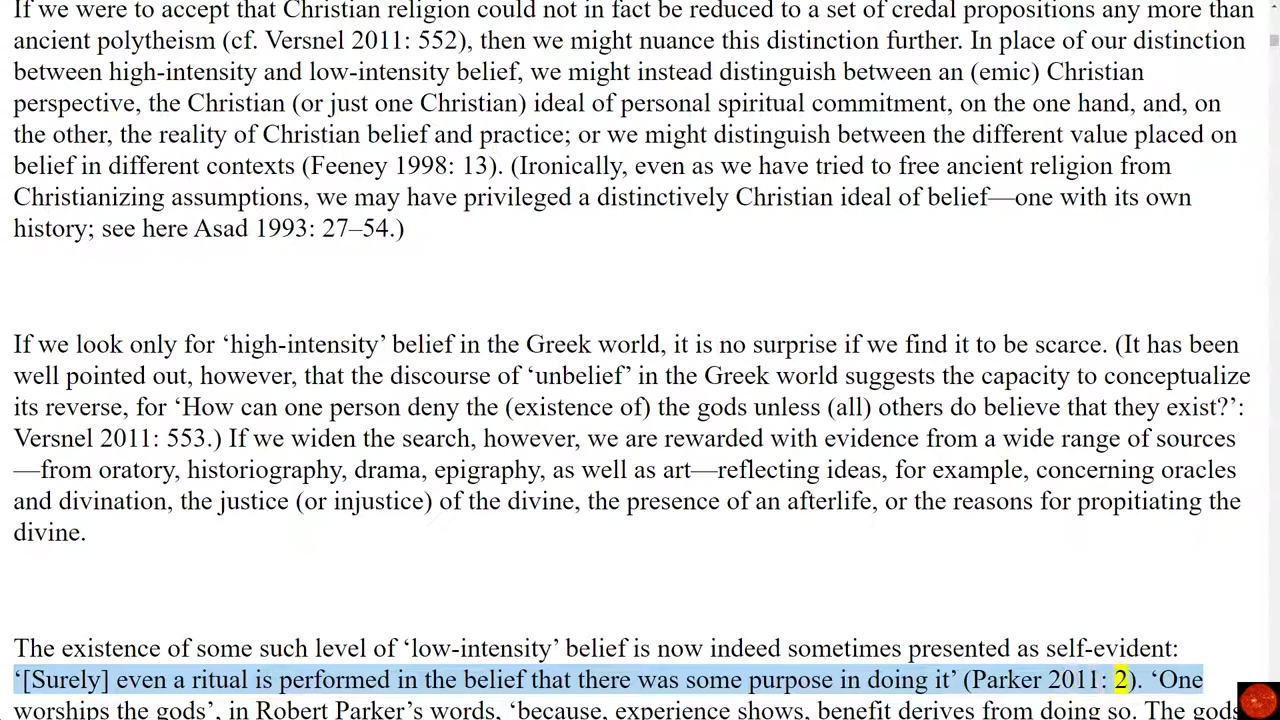 If we were to accept that Christian religion could not in fact be reduced to a set of credal propositions any more than
ancient polytheism (cf. Versnel 2011: 552), then we might nuance this distinction further. In place of our distinction
between high-intensity and low-intensity belief, we might instead distinguish between an (emic) Christian
perspective, the Christian (or just one Christian) ideal of personal spiritual commitment, on the one hand, and, on
the other, the reality of Christian belief and practice; or we might distinguish between the different value placed on
belief in different contexts (Feeney 1998: 13). (Ironically, even as we have tried to free ancient religion from
Christianizing assumptions, we may have privileged a distinctively Christian ideal of belief—one with its own
history; see here Asad 1993: 27–54.)
If we look only for ‘high-intensity’ belief in the Greek world, it is no surprise if we find it to be scarce. (It has been
well pointed out, however, that the discourse of ‘unbelief’ in the Greek world suggests the capacity to conceptualize
its reverse, for ‘How can one person deny the (existence of) the gods unless (all) others do believe that they exist?’:
Versnel 2011: 553.) If we widen the search, however, we are rewarded with evidence from a wide range of sources
—from oratory, historiography, drama, epigraphy, as well as art—reflecting ideas, for example, concerning oracles
and divination, the justice (or injustice) of the divine, the presence of an afterlife, or the reasons for propitiating the
divine.
The existence of some such level of ‘low-intensity’ belief is now indeed sometimes presented as self-evident:
‘[Surely] even a ritual is performed in the belief that there was some purpose in doing it’ (Parker 2011: 2). ‘One
worships the gods’, in Robert Parker’s words, ‘because, experience shows, benefit derives from doing so. The gods